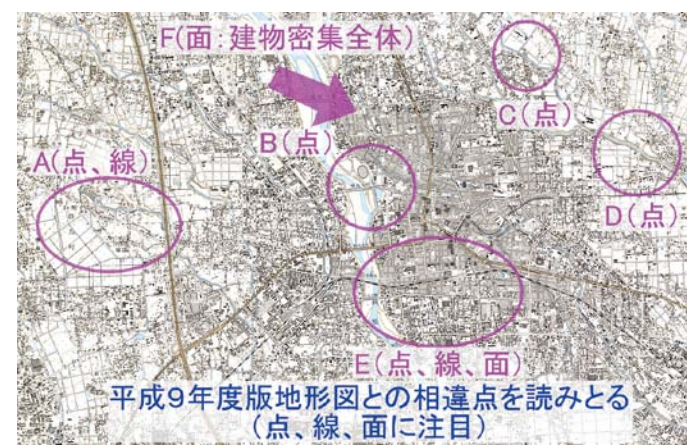 F(面:建物密集全体)
C(点)
B(点)
A(点、線)
D(点)
E(点、線、面)
平成9年度版地形図との相違点を読みとる
(点、線、面に注目)